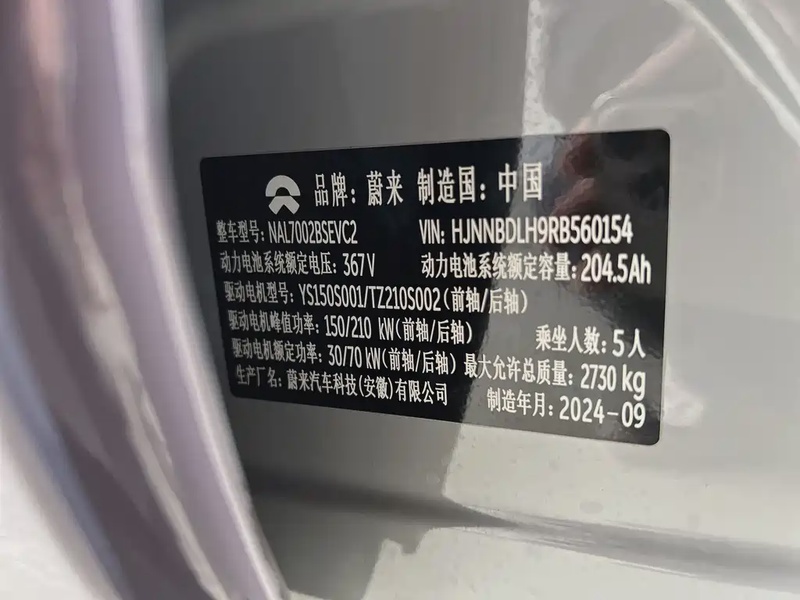 品牌：蔚来 制造国：中国
整车型号：NAL7002BSEVC2 VIN: HJNNBDLH9RB560154
动力电池系统额定电压：367V 动力电池系统额定容量：204.5Ah
驱动电机型号：YS150S001/TZ210S002(前轴/后轴)
驱动电机峰值功率：150/210 kW(前轴/后轴) 乘坐人数：5人
驱动电机额定功率：30/70 kW(前轴/后轴) 最大允许总质量：2730 kg
生产厂名：蔚来汽车科技(安徽)有限公司 制造年月：2024-09